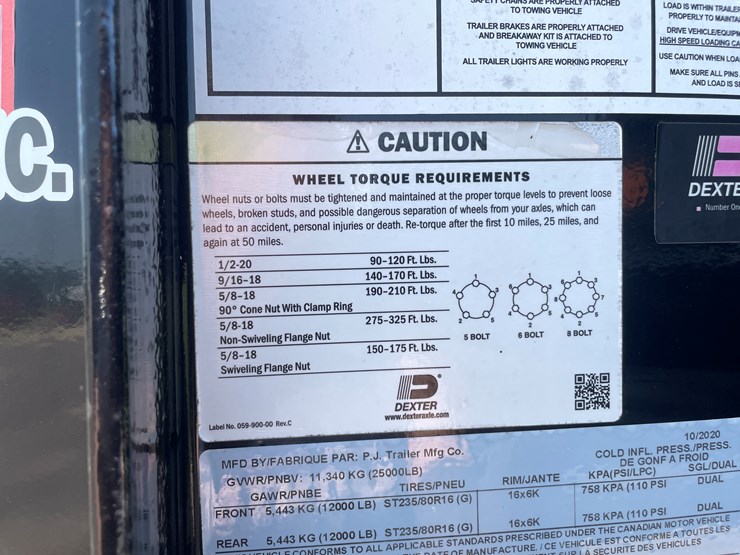 SAFETY CHAINS ARE PROPERLY ATTACHED
TO TOWING VEHICLE
TRAILER BRAKES ARE PROPERLY ATTACHED
AND BREAKAWAY KIT IS ATTACHED TO
TOWING VEHICLE
ALL TRAILER LIGHTS ARE WORKING PROPERLY
LOAD IS WITHIN TRAILER
PROPERLY TO
DRIVE
HIGH SPEED LOADING
USE CAUTION WHEN
MAKE SURE ALL PINS
AND LOAD IS
C.
⚠ CAUTION
WHEEL TORQUE REQUIREMENTS
Wheel nuts or bolts must be tightened and maintained at the proper torque levels to prevent loose
wheels, broken studs, and possible dangerous separation of wheels from your axles, which can
lead to an accident, personal injuries or death. Re-torque after the first 10 miles, 25 miles, and
again at 50 miles.
1/2-20 90-120 Ft. Lbs.
9/16-18 140-170 Ft. Lbs.
5/8-18 190-210 Ft. Lbs.
90° Cone Nut With Clamp Ring
5/8-18 275-325 Ft. Lbs.
Non-Swiveling Flange Nut
5/8-18 150-175 Ft. Lbs.
Swiveling Flange Nut
5 BOLT 6 BOLT 8 BOLT
DEXTER
www.dexteraxle.com
Label No. 059-900-00 Rev.C
Number
MFD BY/FABRIQUE PAR: P.J. Trailer Mfg Co. 10/2020
GVWR/PNBV: 11,340 KG (25000LB) COLD INFL. PRESS./PRESS.
DE GONF A FROID
GAWR/PNBE TIRES/PNEU RIM/JANTE KPA(PSI/LPC) SGL/DUAL
FRONT 5,443 KG (12000 LB) ST235/80R16 (G) 16x6K 758 KPA (110 PSI DUAL
REAR 5,443 KG (12000 LB) ST235/80R16 (G) 16x6K 758 KPA (110 PSI DUAL
CONFORMS TO ALL APPLICABLE STANDARDS PRESCRIBED UNDER THE CANADIAN MOTOR VEHICLE
DATE OF MANUFACTURE. / CE VEHICULE EST CONFORME A TOUTES LES
SUR LA SECURITE DES VEHICULES